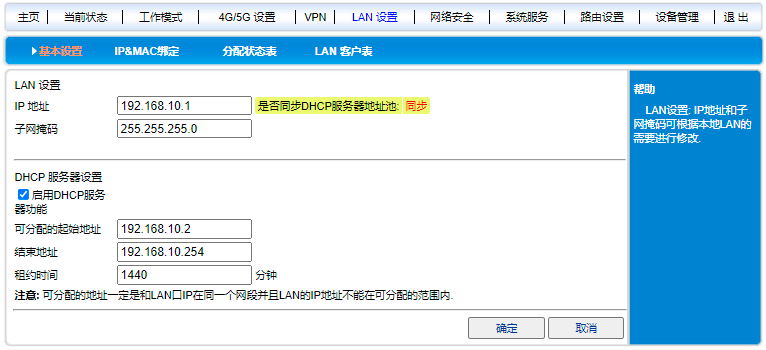 主页 当前状态 工作模式 4G/5G 设置 VPN LAN 设置 网络安全 系统服务 路由设置 设备管理 退 出
基本设置 IP&MAC绑定 分配状态表 LAN 客户表
LAN 设置
IP 地址 192.168.10.1 是否同步DHCP服务器地址池: 同步
子网掩码 255.255.255.0
DHCP 服务器设置
启用DHCP服务
器功能
可分配的起始地址 192.168.10.2
结束地址 192.168.10.254
租约时间 1440 分钟
注意: 可分配的地址一定是和LAN口IP在同一个网段并且LAN的IP地址不能在可分配的范围内.
确定 取消
帮助
LAN设置: IP地址和子
网掩码可根据本地LAN的
需要进行修改.